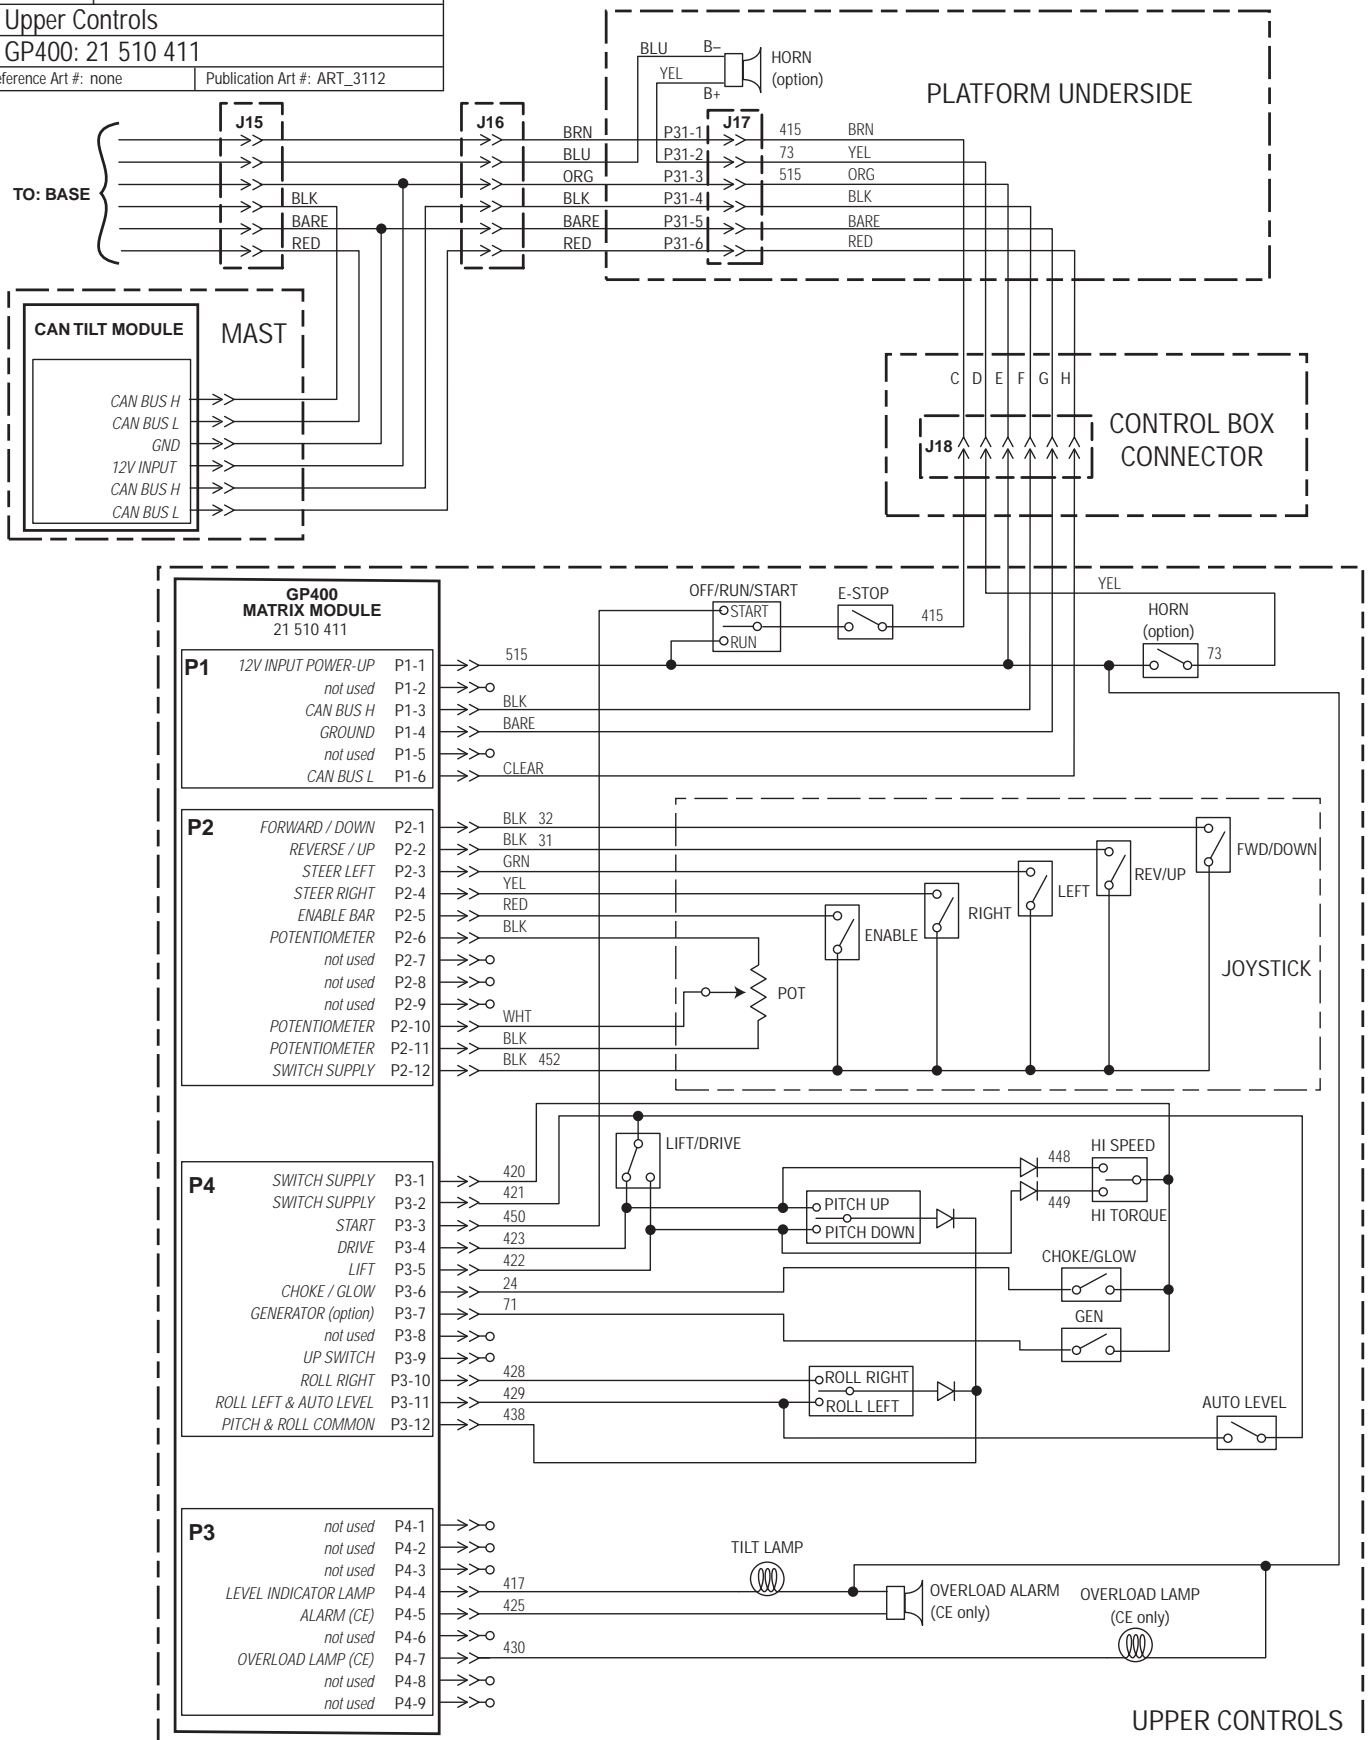 Upper Controls
GP400: 21 510 411
eference Art #: none
Publication Art #: ART_3112
BLU
B–
YEL
B+
HORN
(option)
PLATFORM UNDERSIDE
J15
J16
J17
BRN
P31-1
415
BRN
BLU
P31-2
73
YEL
ORG
P31-3
515
ORG
TO: BASE
BLK
BLK
P31-4
BLK
BARE
BARE
P31-5
BARE
RED
RED
P31-6
RED
CAN TILT MODULE
MAST
CAN BUS H
CAN BUS L
GND
12V INPUT
CAN BUS H
CAN BUS L
C
D
E
F
G
H
J18
CONTROL BOX
CONNECTOR
GP400
MATRIX MODULE
21 510 411
OFF/RUN/START
START
RUN
E-STOP
415
YEL
HORN
(option)
73
P1
12V INPUT POWER-UP P1-1 515
not used P1-2
CAN BUS H P1-3 BLK
GROUND P1-4 BARE
not used P1-5
CAN BUS L P1-6 CLEAR
P2
FORWARD / DOWN P2-1 BLK 32
REVERSE / UP P2-2 BLK 31
STEER LEFT P2-3 GRN
STEER RIGHT P2-4 YEL
ENABLE BAR P2-5 RED
POTENTIOMETER P2-6 BLK
not used P2-7
not used P2-8
not used P2-9
POTENTIOMETER P2-10 WHT
POTENTIOMETER P2-11 BLK
SWITCH SUPPLY P2-12 BLK 452
FWD/DOWN
REV/UP
LEFT
RIGHT
ENABLE
POT
JOYSTICK
P4
SWITCH SUPPLY P3-1 420
SWITCH SUPPLY P3-2 421
START P3-3 450
DRIVE P3-4 423
LIFT P3-5 422
CHOKE / GLOW P3-6 24
GENERATOR (option) P3-7 71
not used P3-8
UP SWITCH P3-9
ROLL RIGHT P3-10 428
ROLL LEFT & AUTO LEVEL P3-11 429
PITCH & ROLL COMMON P3-12 438
LIFT/DRIVE
HI SPEED
448
449
HI TORQUE
PITCH UP
PITCH DOWN
CHOKE/GLOW
GEN
ROLL RIGHT
ROLL LEFT
AUTO LEVEL
P3
not used P4-1
not used P4-2
not used P4-3
LEVEL INDICATOR LAMP P4-4 417
ALARM (CE) P4-5 425
not used P4-6
OVERLOAD LAMP (CE) P4-7 430
not used P4-8
not used P4-9
TILT LAMP
OVERLOAD ALARM
(CE only)
OVERLOAD LAMP
(CE only)
UPPER CONTROLS